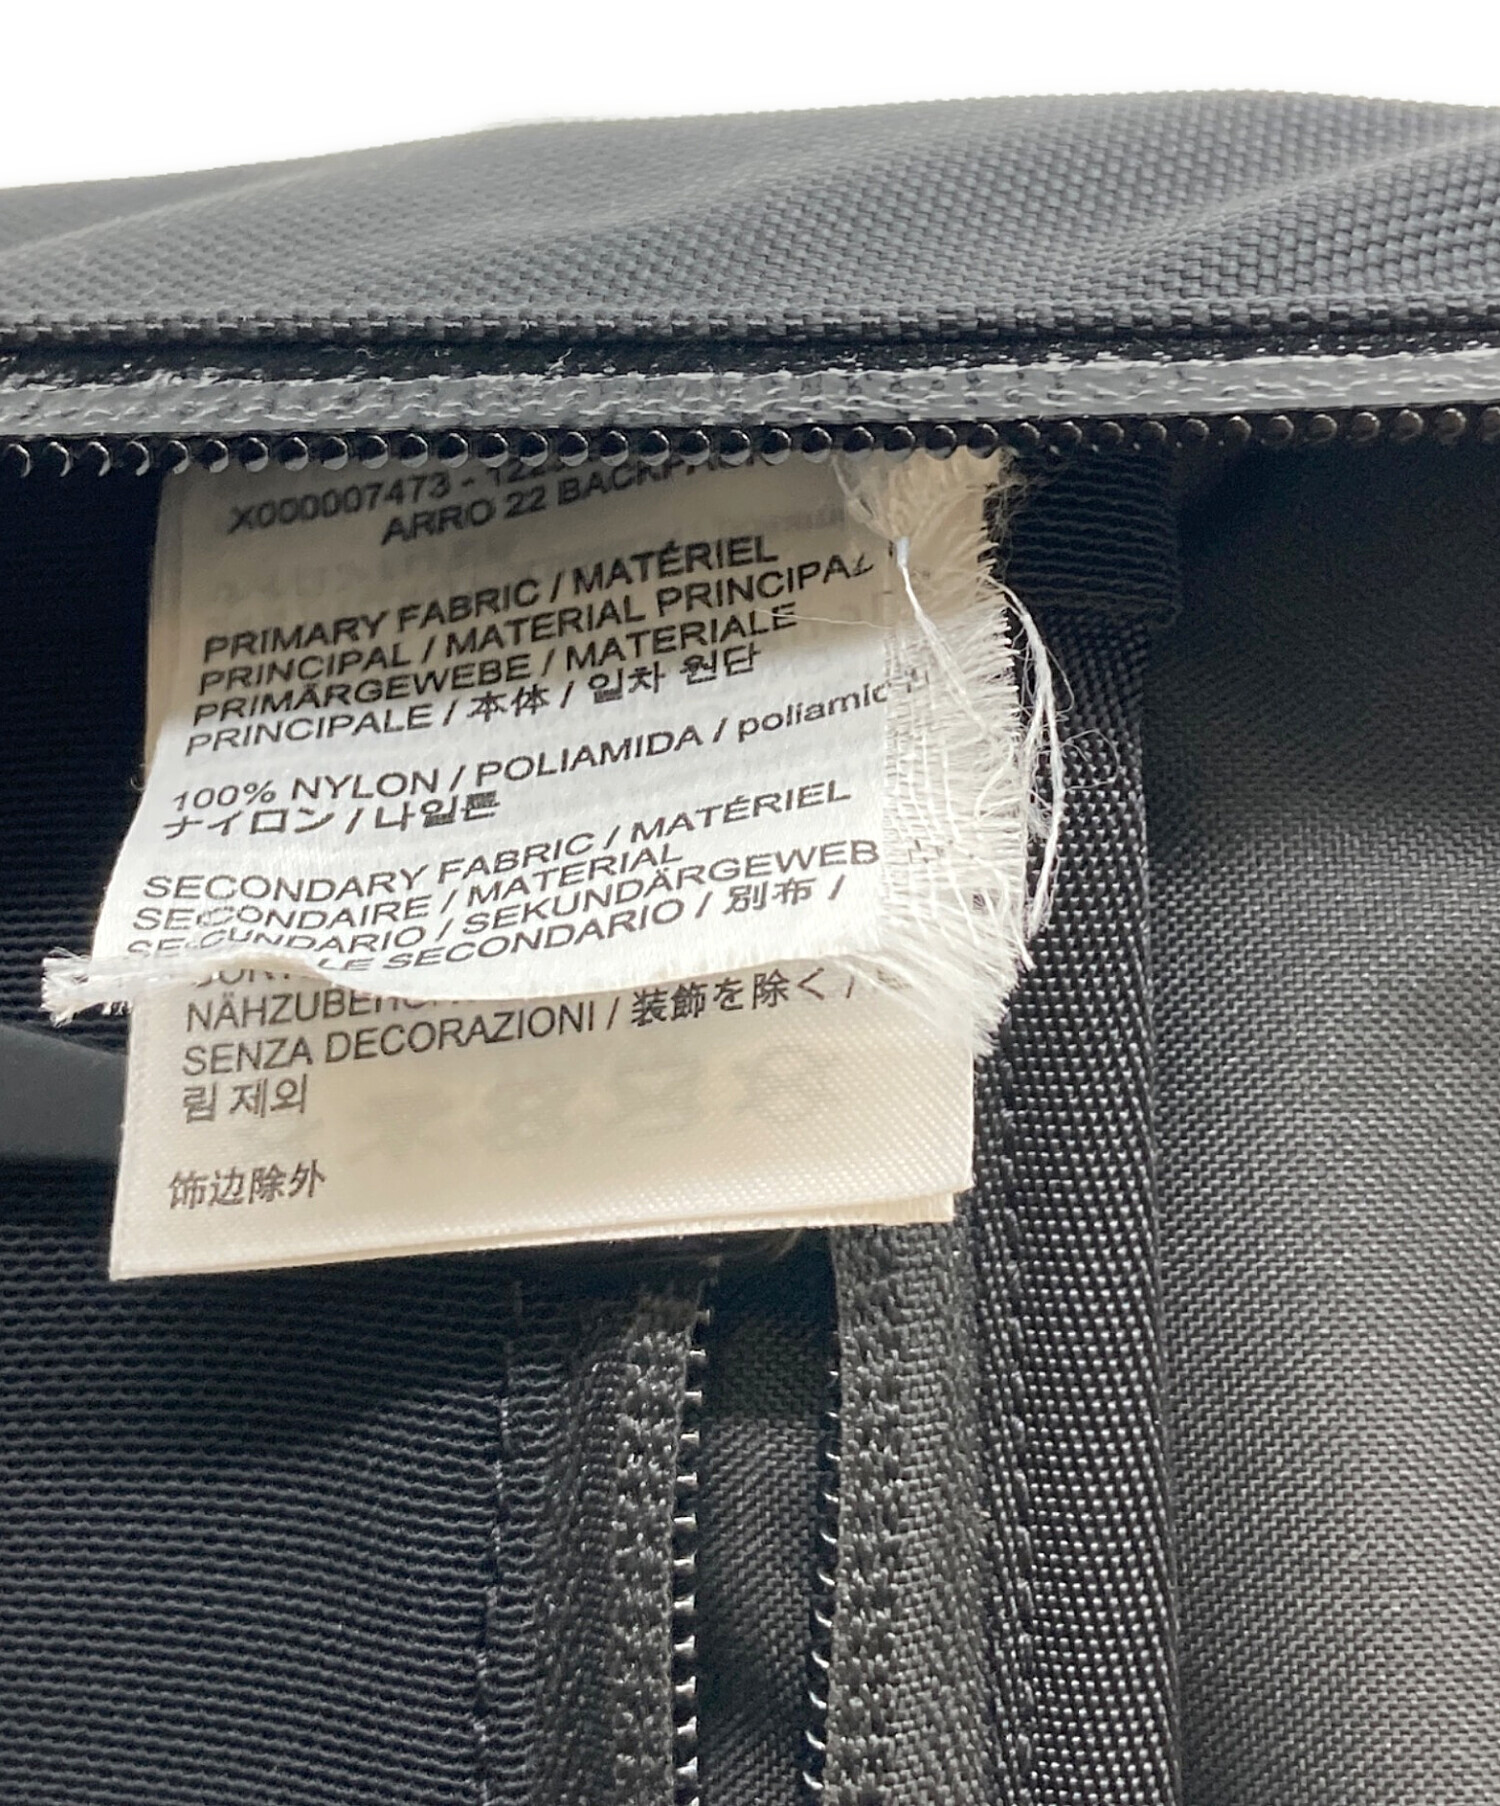 X000007473 -
ARRO 22 BACKPACK
PRIMARY FABRIC / MATÉRIEL
PRINCIPAL / MATERIAL PRINCIPAL
PRIMÄRGEWEBE / MATERIALE
PRINCIPALE / 本体 / 일차 원단
100% NYLON / POLIAMIDA / poliamid
ナイロン / 나일론
SECONDARY FABRIC / MATÉRIEL
SECONDAIRE / MATERIAL
SECUNDARIO / SEKUNDÄRGEWEB
SECONDARIO / 別布 /
SENZA DECORAZIONI / 装飾を除く /
림 제외
饰边除外